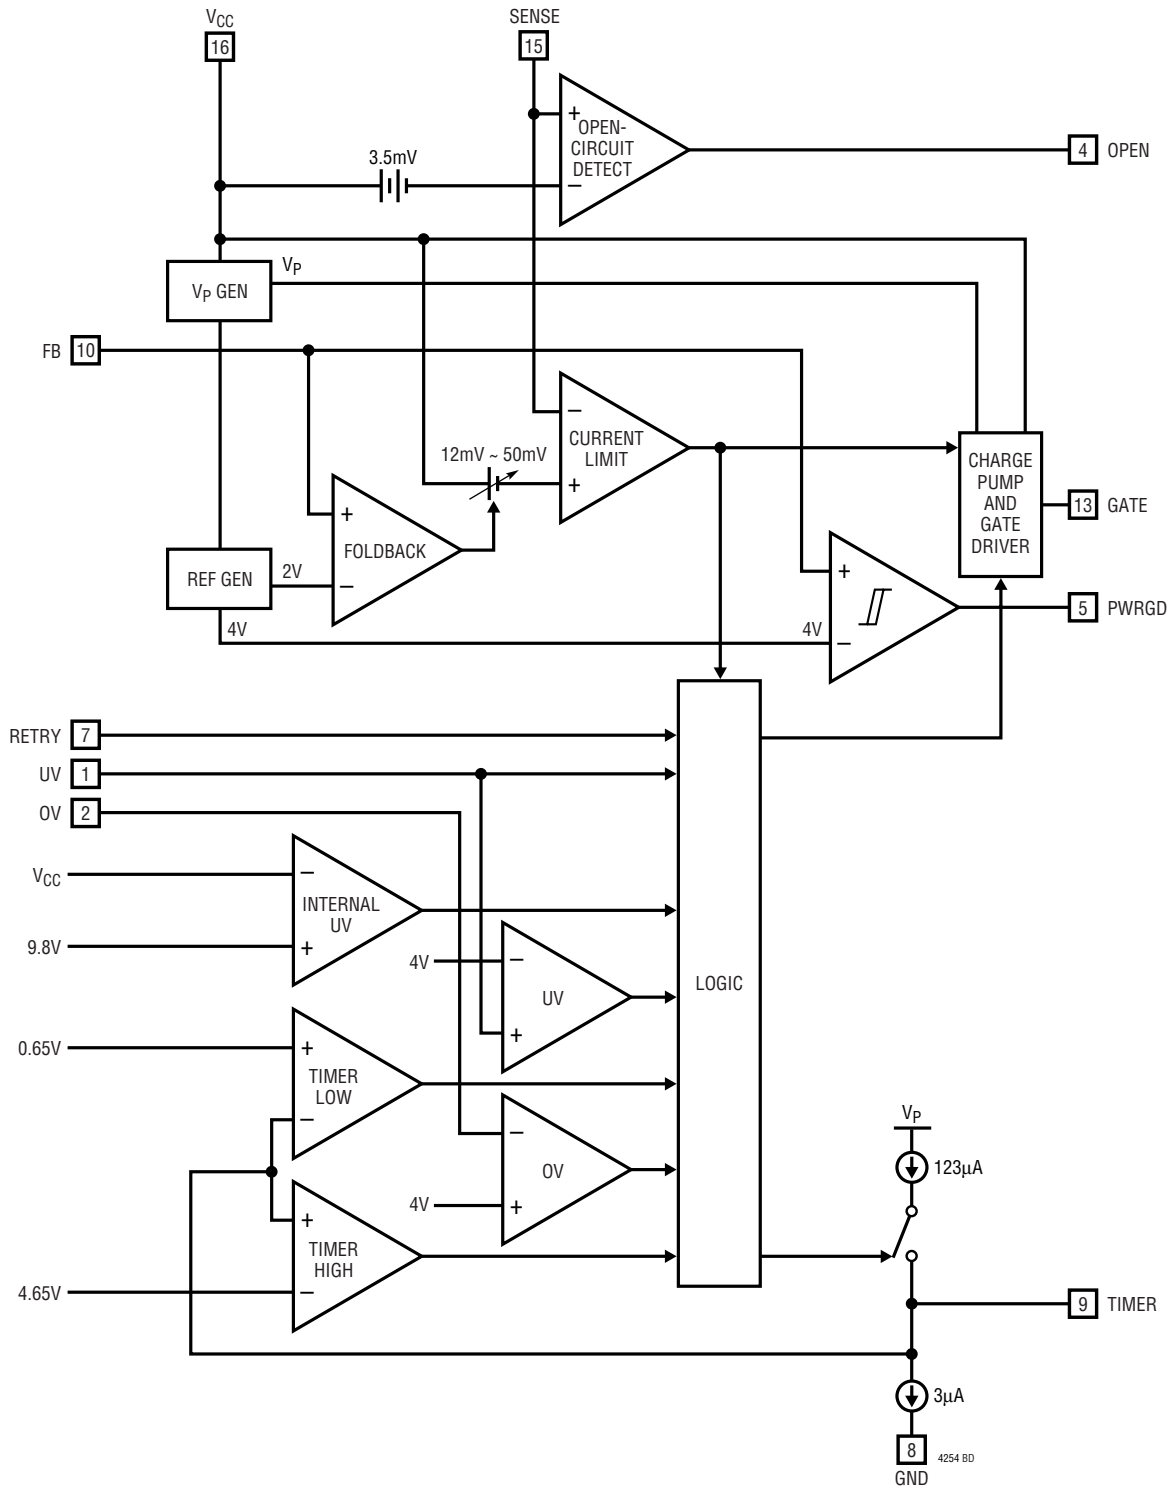 VCC
16
SENSE
15
+
OPEN-
CIRCUIT
DETECT
−
3.5mV
4
OPEN
VP
VP GEN
FB
10
−
CURRENT
LIMIT
+
12mV ~ 50mV
CHARGE
PUMP
AND
GATE
DRIVER
13
GATE
+
FOLDBACK
−
REF GEN
2V
4V
4V
+
−
5
PWRGD
RETRY
7
UV
1
OV
2
VCC
−
INTERNAL
UV
9.8V
+
4V
−
UV
+
LOGIC
0.65V
+
TIMER
LOW
−
−
OV
4V
+
+
TIMER
HIGH
4.65V
−
VP
123µA
9
TIMER
3µA
8
GND
4254 BD